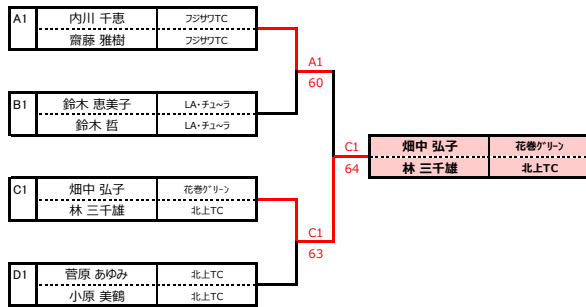 A1 内川 千恵 フジサワTC
齋藤 雅樹 フジサワTC
A1
60
B1 鈴木 恵美子 LA・チュ~ラ
鈴木 哲 LA・チュ~ラ
C1 畑中 弘子 花巻グリーン
64 林 三千雄 北上TC
C1 畑中 弘子 花巻グリーン
林 三千雄 北上TC
C1
63
D1 菅原 あゆみ 北上TC
小原 美鶴 北上TC